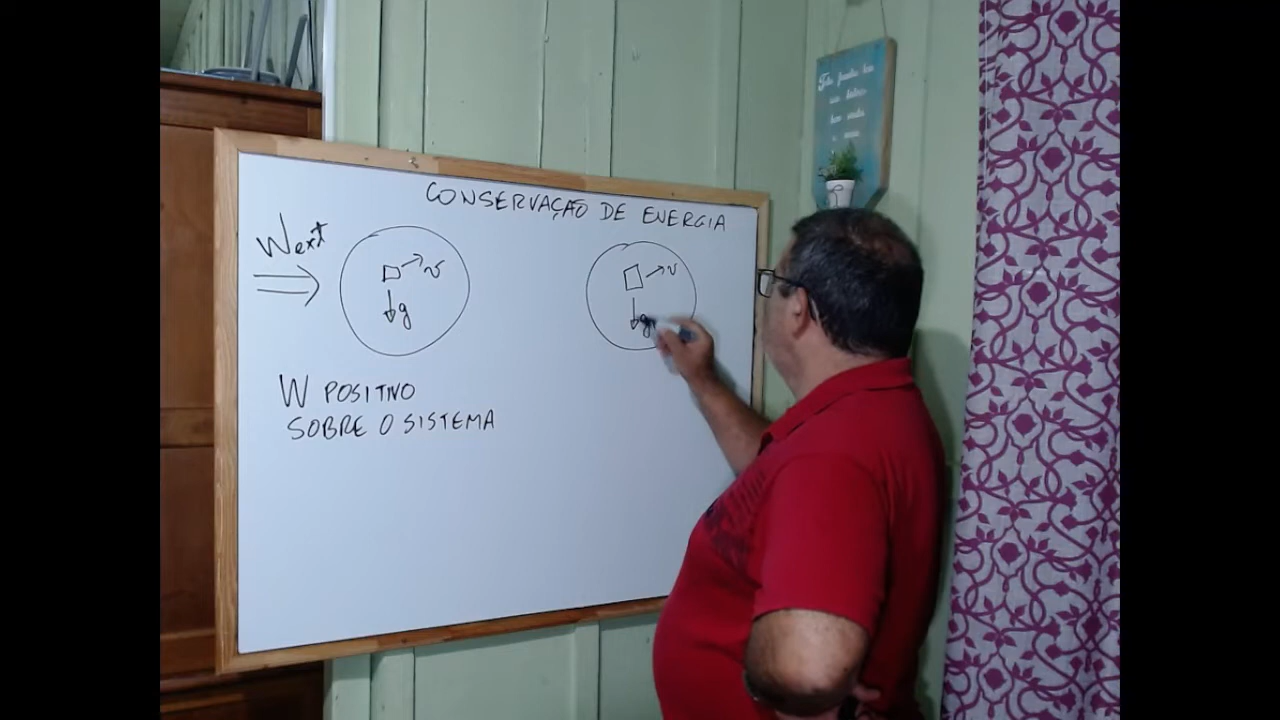 CONSERVAÇÃO DE ENERGIA
Wext
v
g
v
g
W POSITIVO
SOBRE O SISTEMA